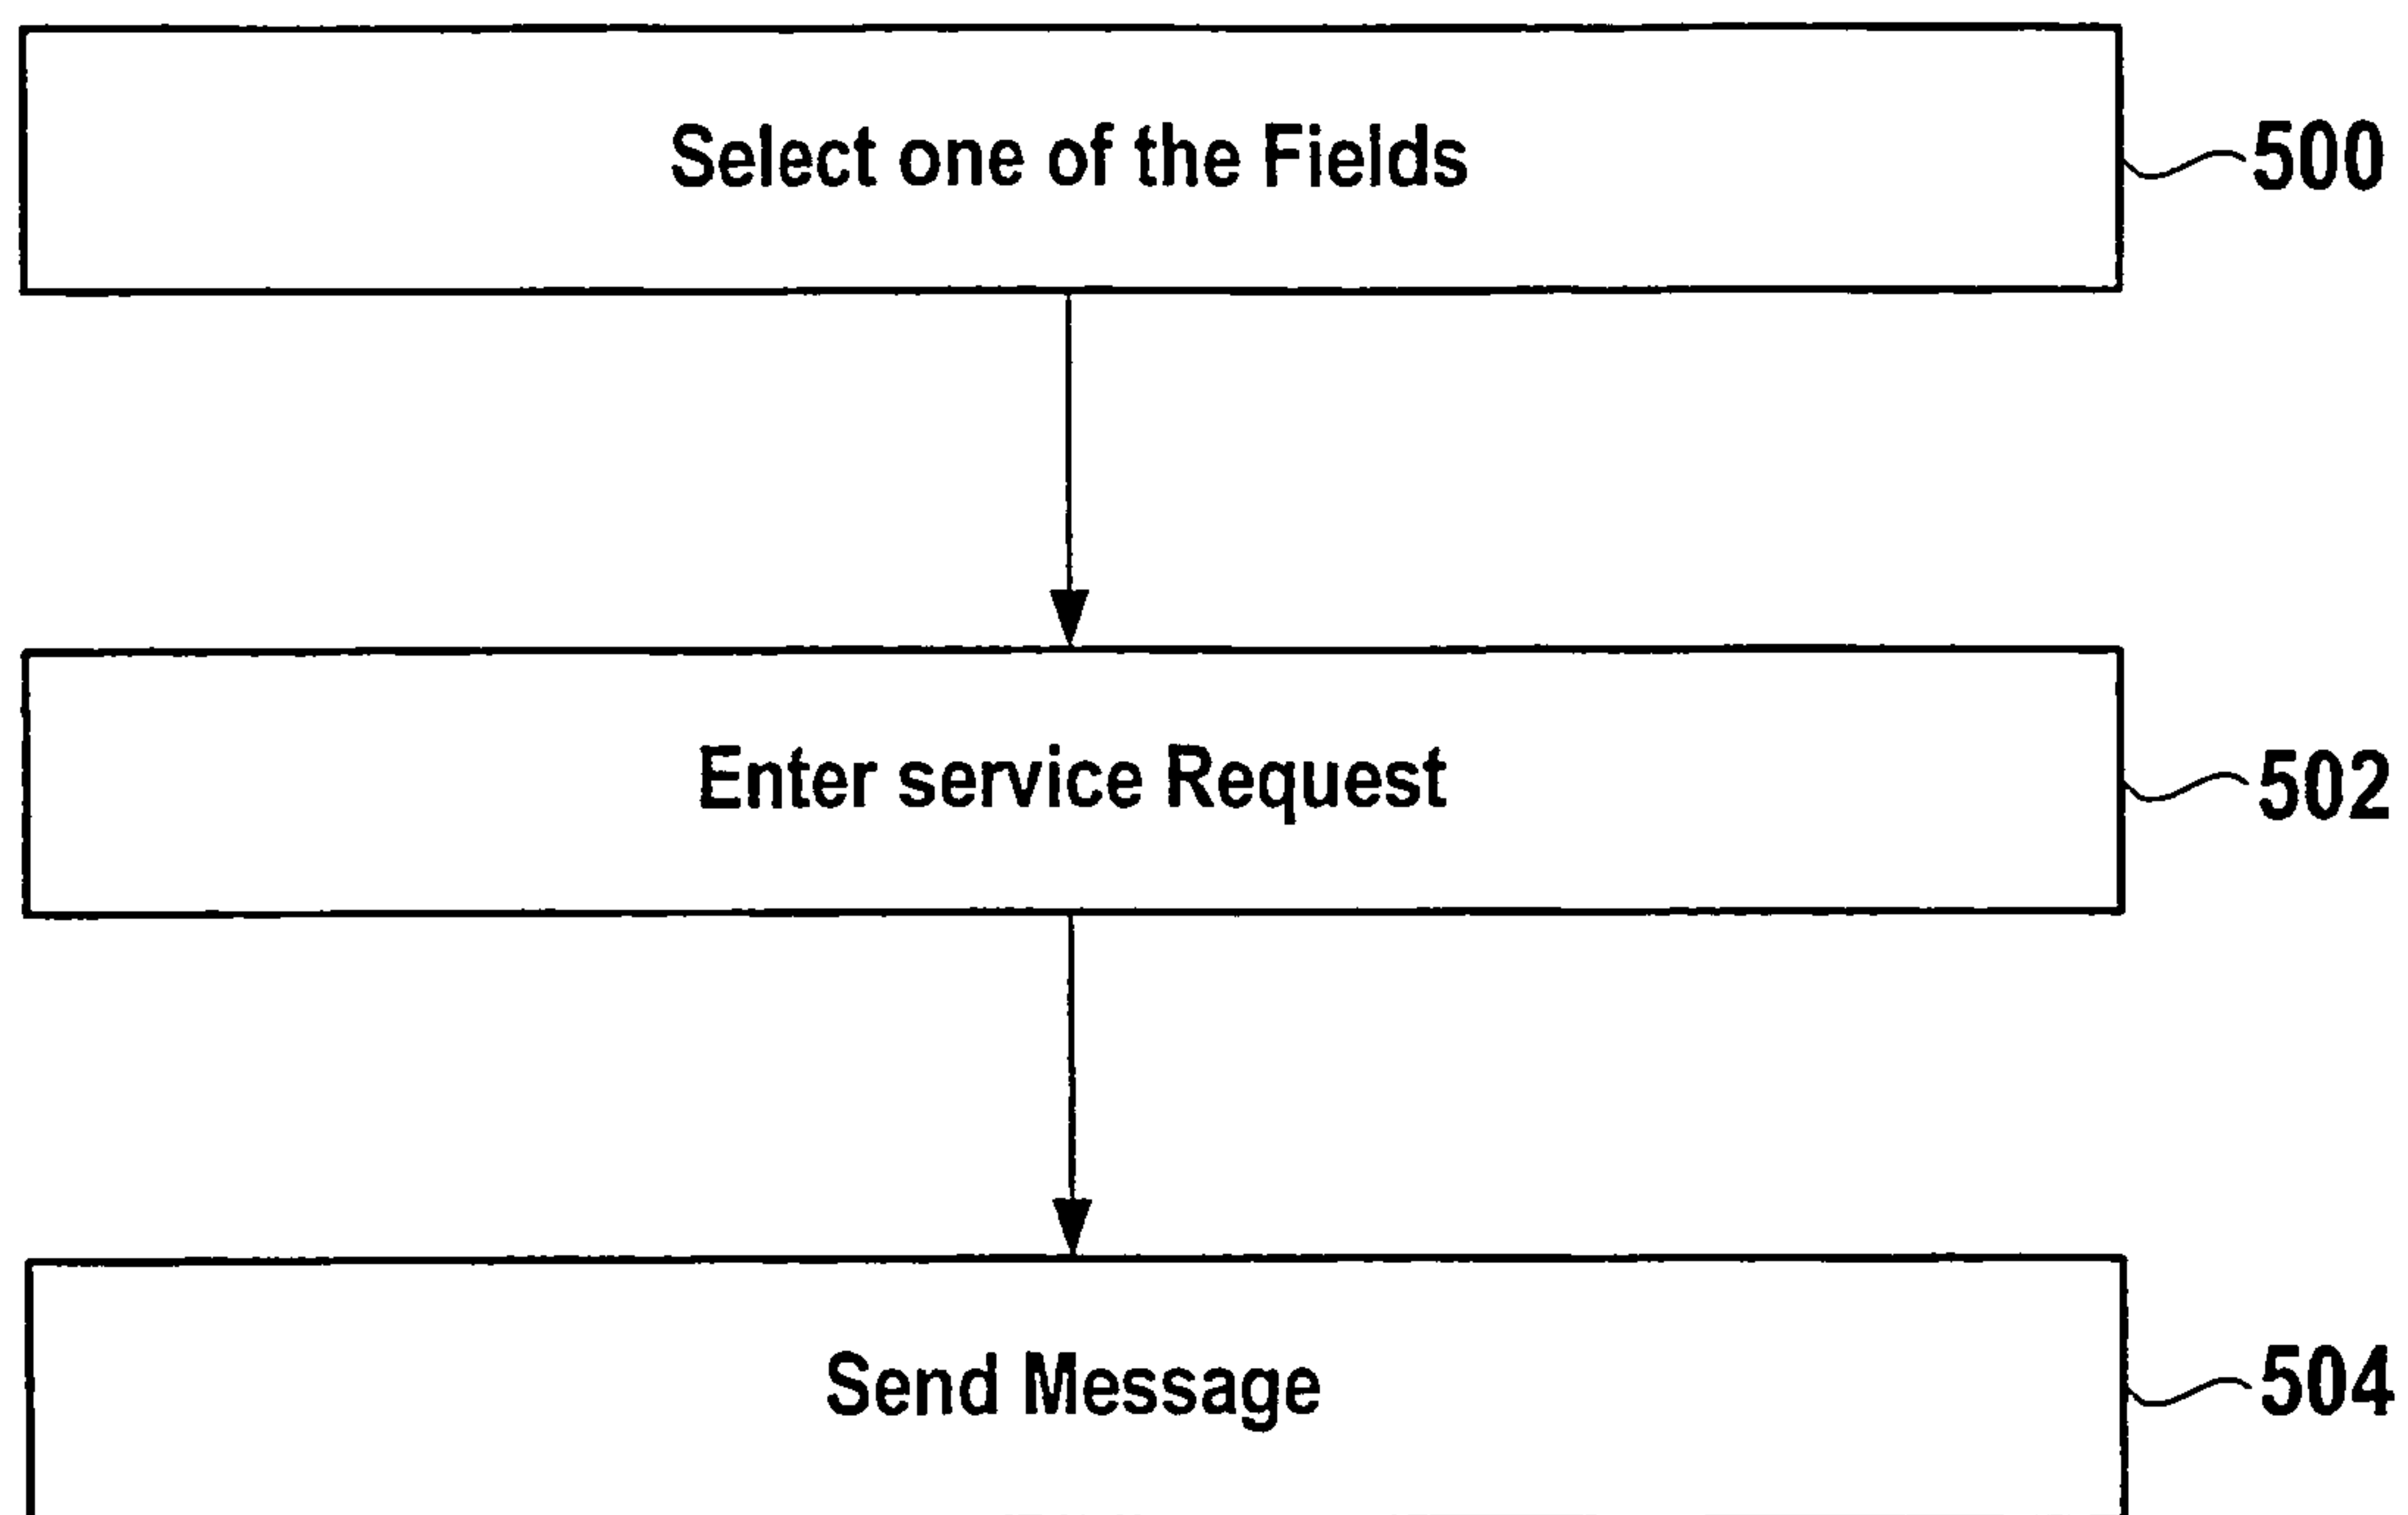 Select one of the Fields
500
Enter service Request
502
Send Message
504